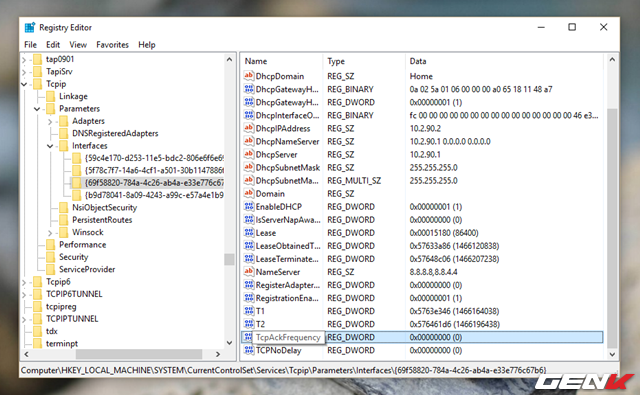 Registry Editor
File Edit View Favorites Help
tap0901
TapiSrv
Tcpip
Linkage
Parameters
Adapters
DNSRegisteredAdapters
Interfaces
{59c4e170-d253-11e5-bdc2-806e6f6e69
{5f78c7f7-14a6-4cf1-a501-30b1147886
{69f58820-784a-4c26-ab4a-e33e776c67
{b9d78041-8a09-4243-a99c-e57a4e1b9
NsiObjectSecurity
PersistentRoutes
Winsock
Performance
Security
ServiceProvider
Tcpip6
TCPIP6TUNNEL
tcpipreg
TCPIPTUNNEL
tdx
terminpt
Name Type Data
DhcpDomain REG_SZ Home
DhcpGatewayH... REG_BINARY 0a 02 5a 01 06 00 00 00 a0 65 18 11 48 a7
DhcpGatewayH... REG_DWORD 0x00000001 (1)
DhcpInterfaceO... REG_BINARY fc 00 00 00 00 00 00 00 00 00 00 00 00 00 00 00 46 e3...
DhcpIPAddress REG_SZ 10.2.90.2
DhcpNameServer REG_SZ 10.2.90.1 0.0.0.0 0.0.0.0
DhcpServer REG_SZ 10.2.90.1
DhcpSubnetMask REG_SZ 255.255.255.0
DhcpSubnetMa... REG_MULTI_SZ 255.255.255.0
Domain REG_SZ
EnableDHCP REG_DWORD 0x00000001 (1)
IsServerNapAwa... REG_DWORD 0x00000000 (0)
Lease REG_DWORD 0x00015180 (86400)
LeaseObtainedT... REG_DWORD 0x57633a86 (1466120838)
LeaseTerminate... REG_DWORD 0x57648c06 (1466207238)
NameServer REG_SZ 8.8.8.8,8.8.4.4
RegisterAdapter... REG_DWORD 0x00000000 (0)
RegistrationEna... REG_DWORD 0x00000001 (1)
T1 REG_DWORD 0x5763e346 (1466164038)
T2 REG_DWORD 0x576461d6 (1466196438)
TcpAckFrequency REG_DWORD 0x00000000 (0)
TCPNoDelay REG_DWORD 0x00000000 (0)
Computer\HKEY_LOCAL_MACHINE\SYSTEM\CurrentControlSet\Services\Tcpip\Parameters\Interfaces\{69f58820-784a-4c26-ab4a-e33e776c67b6}
GENK